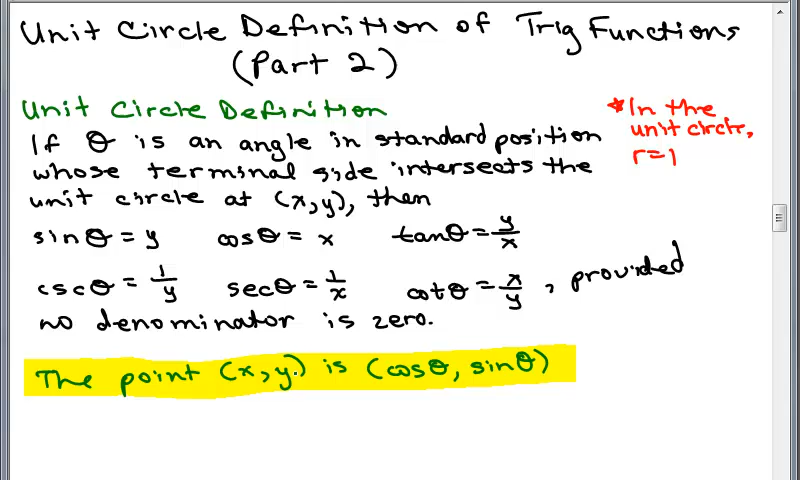 Unit Circle Definition of Trig Functions
(Part 2)
Unit Circle Definition
If θ is an angle in standard position
whose terminal side intersects the
unit circle at (x,y), then
sinθ = y cosθ = x tanθ = y/x
cscθ = 1/y secθ = 1/x cotθ = x/y, provided
no denominator is zero.
The point (x,y) is (cosθ, sinθ)
*In the
unit circle,
r=1